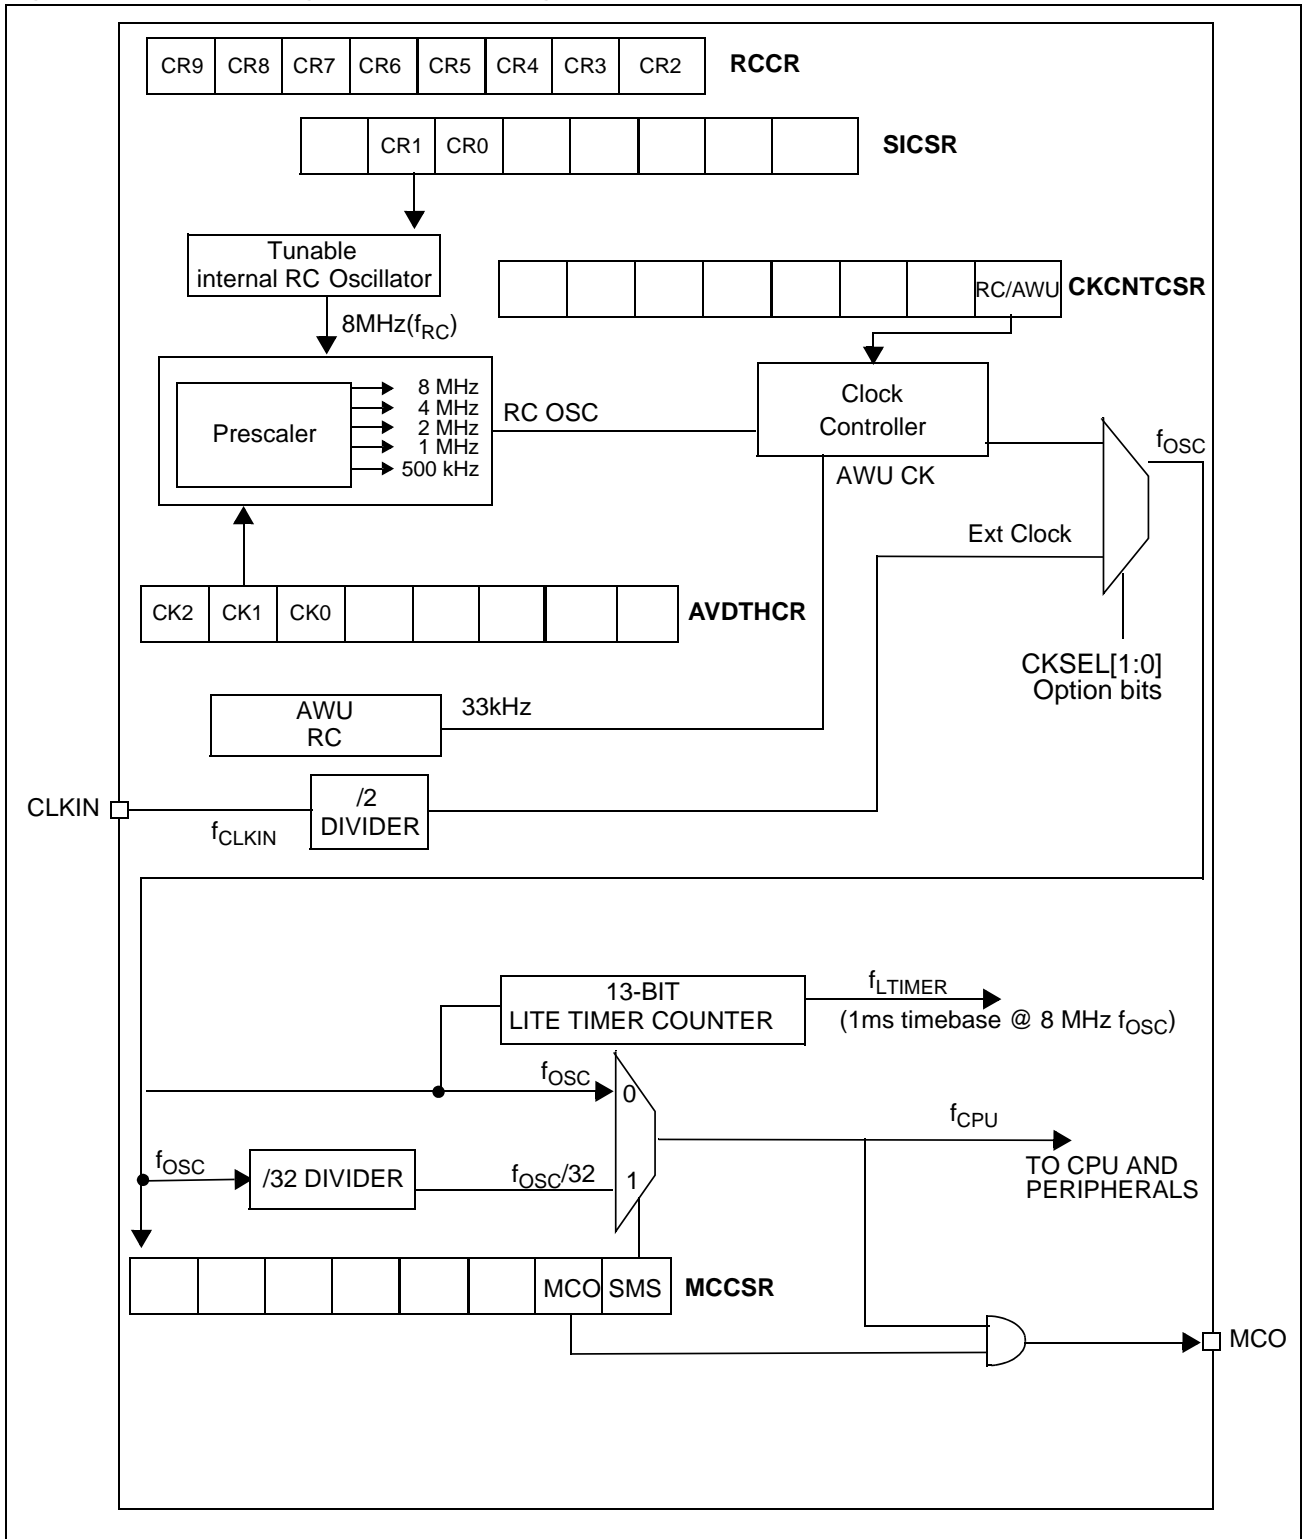 CR9 CR8 CR7 CR6 CR5 CR4 CR3 CR2 RCCR
CR1 CR0 SICSR
Tunable
internal RC Oscillator
RC/AWU CKCNTCSR
8MHz(fRC)
Prescaler
8 MHz
4 MHz
2 MHz
1 MHz
500 kHz
RC OSC
Clock
Controller
AWU CK
fOSC
Ext Clock
CK2 CK1 CK0 AVDTHCR
CKSEL[1:0]
Option bits
AWU
RC
33kHz
CLKIN
fCLKIN
/2
DIVIDER
13-BIT
LITE TIMER COUNTER
fLTIMER
(1ms timebase @ 8 MHz fOSC)
fOSC
0
fCPU
TO CPU AND
PERIPHERALS
fOSC
/32 DIVIDER
fOSC/32
1
MCO SMS MCCSR
MCO